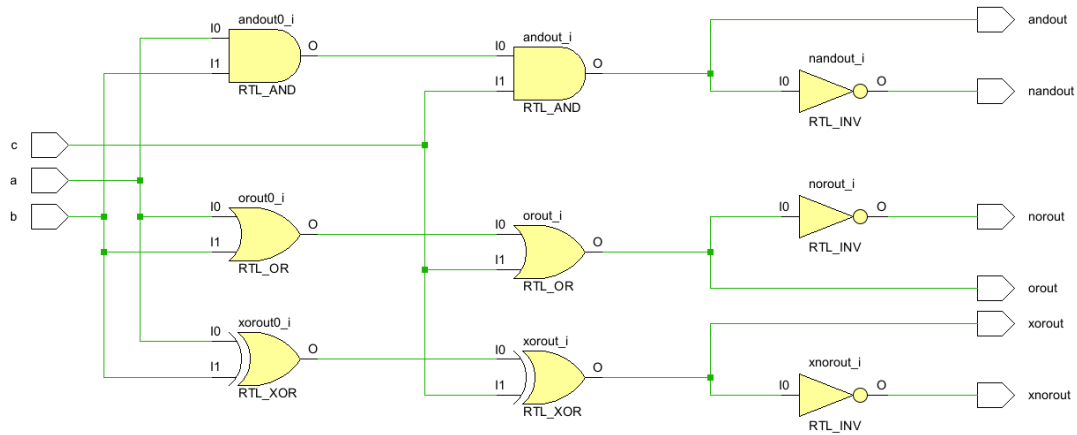 andout0_i
I0
I1
O
RTL_AND
andout_i
I0
I1
O
RTL_AND
andout
nandout_i
I0
O
RTL_INV
nandout
c
a
b
orout0_i
I0
I1
O
RTL_OR
orout_i
I0
I1
O
RTL_OR
norout_i
I0
O
RTL_INV
norout
orout
xorout0_i
I0
I1
O
RTL_XOR
xorout_i
I0
I1
O
RTL_XOR
xorout
xnorout_i
I0
O
RTL_INV
xnorout